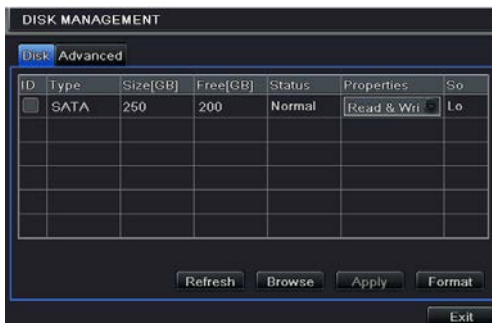 DISK MANAGEMENT
Disk Advanced
ID Type Size[GB] Free[GB] Status Properties So
SATA 250 200 Normal Read & Wri Lo
Refresh Browse Apply Format
Exit